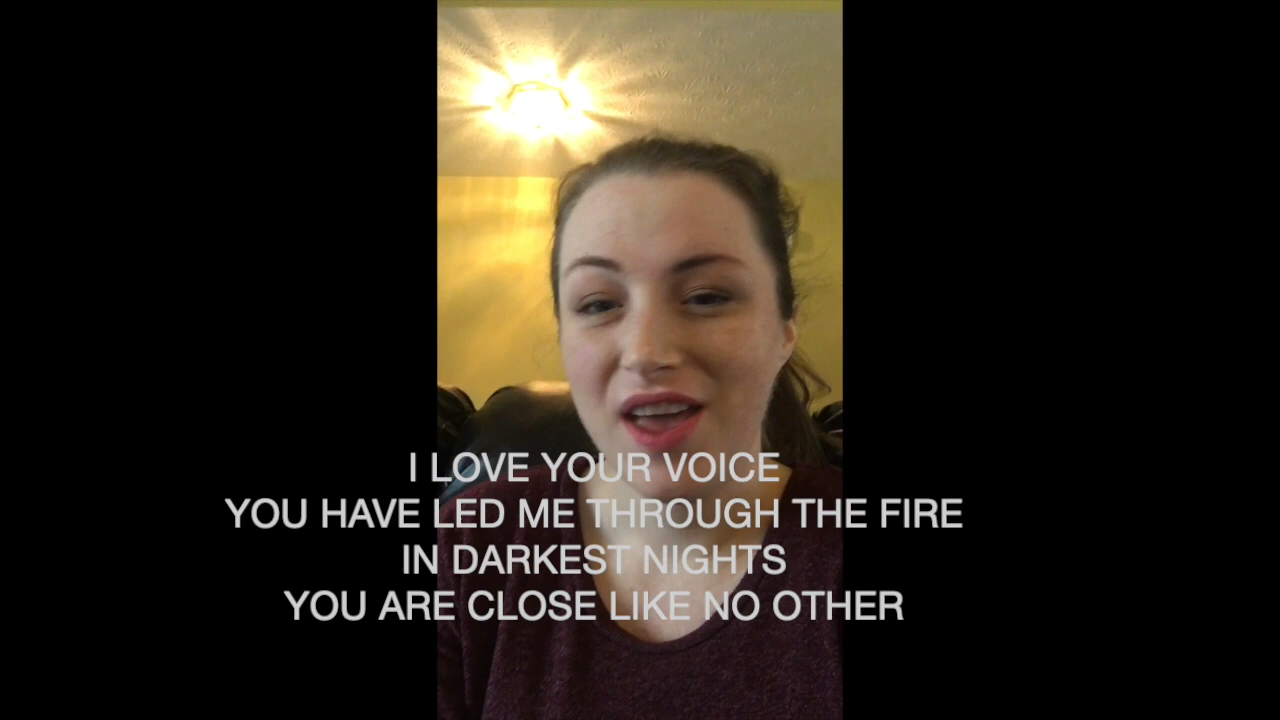 I LOVE YOUR VOICE
YOU HAVE LED ME THROUGH THE FIRE
IN DARKEST NIGHTS
YOU ARE CLOSE LIKE NO OTHER